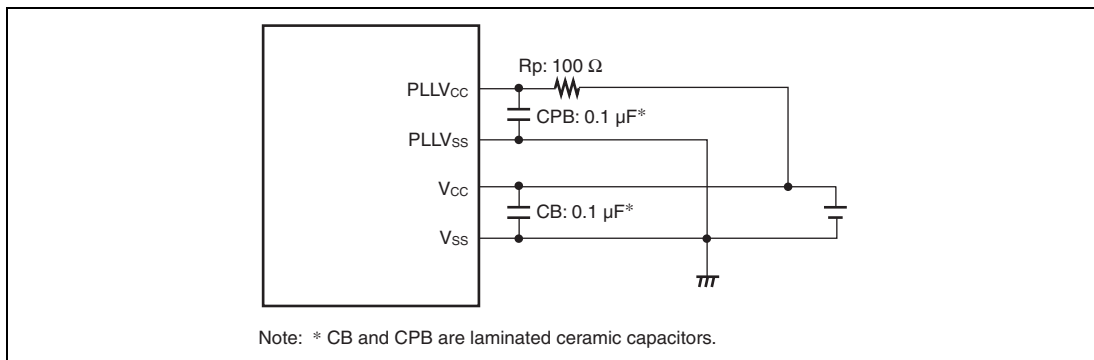 Rp: 100 Ω
PLLVCC
CPB: 0.1 µF*
PLLVSS
VCC
CB: 0.1 µF*
VSS
Note: * CB and CPB are laminated ceramic capacitors.